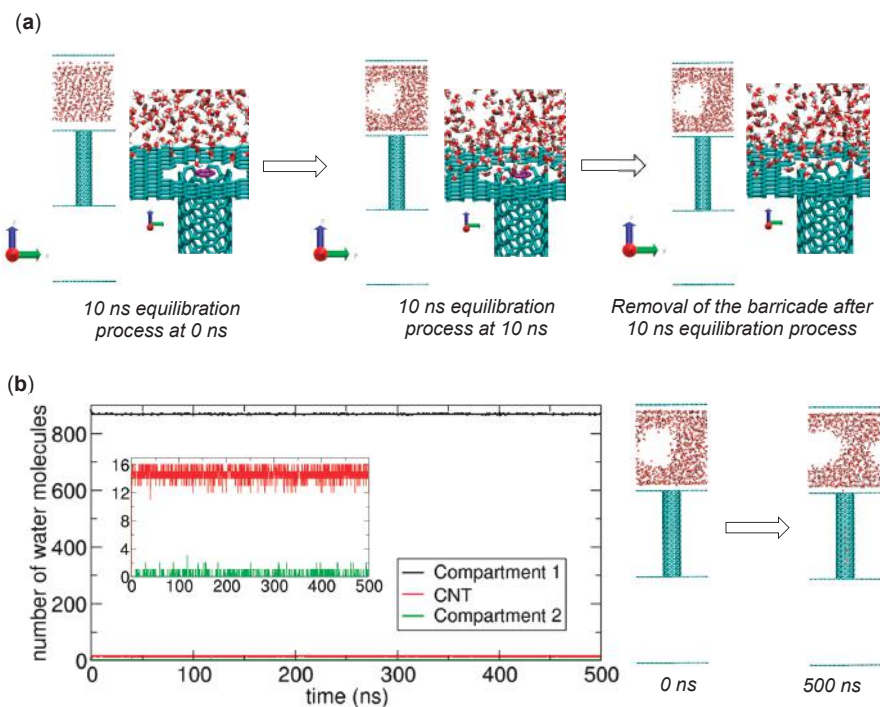 (a)
10 ns equilibration
process at 0 ns
10 ns equilibration
process at 10 ns
Removal of the barricade after
10 ns equilibration process
(b)
number of water molecules
800
600
400
200
0
0 100 200 300 400 500
time (ns)
16
12
8
4
0
0 100 200 300 400 500
Compartment 1
CNT
Compartment 2
0 ns
500 ns